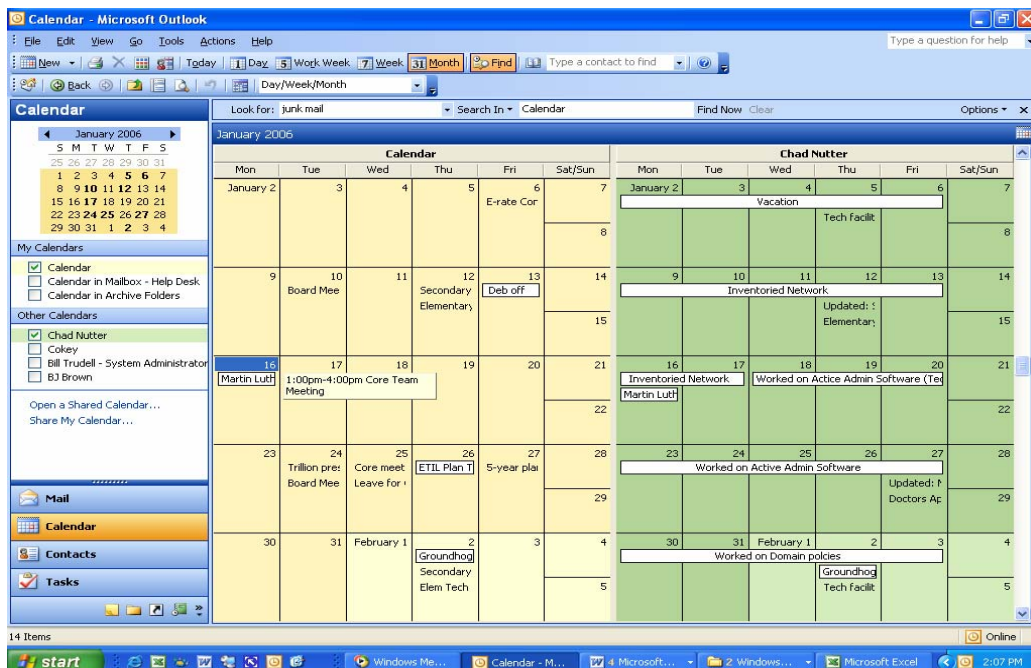 Calendar - Microsoft Outlook
File Edit View Go Tools Actions Help
Type a question for help
New Today 1 Day 5 Work Week 7 Week 31 Month Find Type a contact to find
Back Day/Week/Month
Calendar
Look for: junk mail Search In Calendar Find Now Clear Options
January 2006
S M T W T F S
25 26 27 28 29 30 31
1 2 3 4 5 6 7
8 9 10 11 12 13 14
15 16 17 18 19 20 21
22 23 24 25 26 27 28
29 30 31 1 2 3 4
My Calendars
Calendar
Calendar in Mailbox - Help Desk
Calendar in Archive Folders
Other Calendars
Chad Nutter
Cokey
Bill Trudell - System Administrator
BJ Brown
Open a Shared Calendar...
Share My Calendar...
Mail
Calendar
Contacts
Tasks
January 2006
Calendar
Mon Tue Wed Thu Fri Sat/Sun
January 2 3 4 5 6 7
E-rate Cor
8
9 10 11 12 13 14
Board Mee Secondary Deb off
Elementary
15
16 17 18 19 20 21
Martin Luth 1:00pm-4:00pm Core Team
Meeting
22
23 24 25 26 27 28
Trillion pres Core meet ETIL Plan T 5-year plai
Board Mee Leave for
29
30 31 February 1 2 3 4
Groundhog
Secondary
Elem Tech 5
Chad Nutter
Mon Tue Wed Thu Fri Sat/Sun
January 2 3 4 5 6 7
Vacation
Tech facilit
8
9 10 11 12 13 14
Inventoried Network
Updated: S
Elementary 15
16 17 18 19 20 21
Inventoried Network Worked on Actice Admin Software (Tec
Martin Luth
22
23 24 25 26 27 28
Worked on Active Admin Software
Updated: N
Doctors Ap 29
30 31 February 1 2 3 4
Worked on Domain polcies
Groundhog
Tech facilit 5
14 Items
Online
start Windows Me... Calendar - M... 4 Microsoft... 2 Windows... Microsoft Excel 2:07 PM